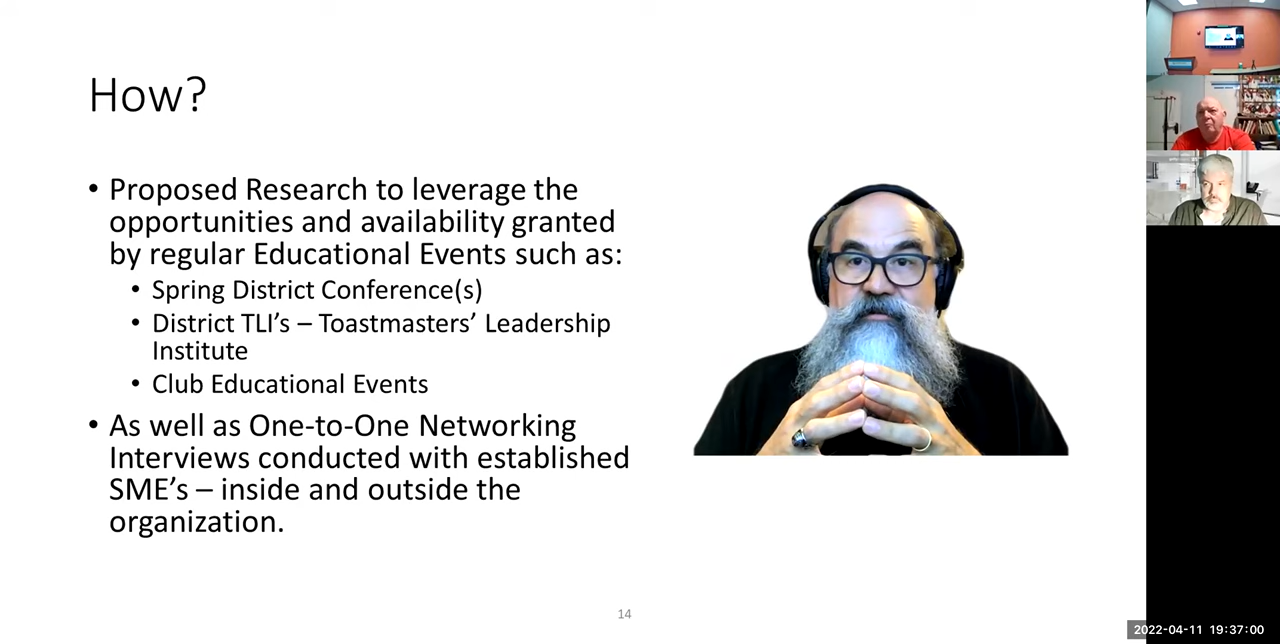 How?
• Proposed Research to leverage the
opportunities and availability granted
by regular Educational Events such as:
• Spring District Conference(s)
• District TLI’s – Toastmasters’ Leadership
Institute
• Club Educational Events
• As well as One-to-One Networking
Interviews conducted with established
SME’s – inside and outside the
organization.
14
2022-04-11 19:37:00